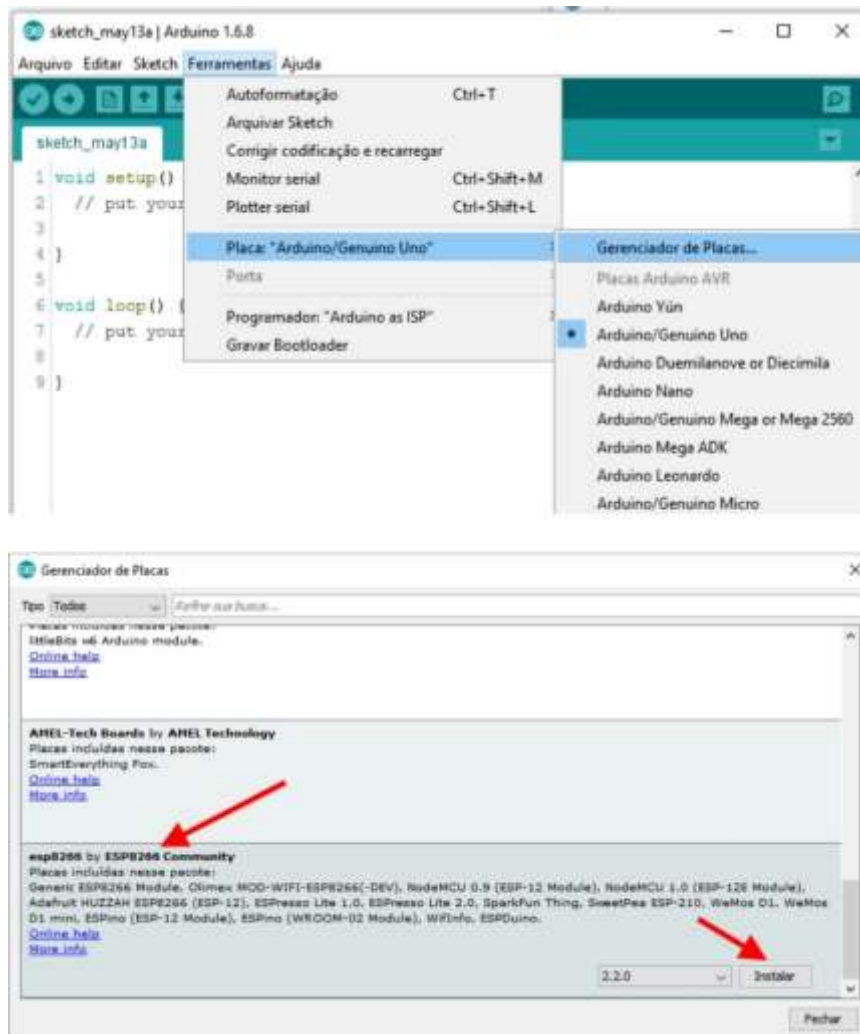 sketch_may13a | Arduino 1.6.8
Arquivo Editar Sketch Ferramentas Ajuda
Autoformatação Ctrl+T
Arquivar Sketch
Corrigir codificação e recarregar
Monitor serial Ctrl+Shift+M
Plotter serial Ctrl+Shift+L
Placa: "Arduino/Genuino Uno"
Porta
Programador: "Arduino as ISP"
Gravar Bootloader
Gerenciador de Placas...
Placas Arduino AVR
Arduino Yún
Arduino/Genuino Uno
Arduino Duemilanove or Diecimila
Arduino Nano
Arduino/Genuino Mega or Mega 2560
Arduino Mega ADK
Arduino Leonardo
Arduino/Genuino Micro
sketch_may13a
1 void setup()
2 // put your
3
4 }
5
6 void loop() {
7 // put your
8
9 }
Gerenciador de Placas
Tipo Todos Refine sua busca...
Placas incluídas nesse pacote:
littleBits w6 Arduino module.
Online help
More info
AMEL-Tech Boards by AMEL Technology
Placas incluídas nesse pacote:
SmartEverything Fox.
Online help
More info
esp8266 by ESP8266 Community
Placas incluídas nesse pacote:
Generic ESP8266 Module, Olimex MOD-WIFI-ESP8266(-DEV), NodeMCU 0.9 (ESP-12 Module), NodeMCU 1.0 (ESP-12E Module),
Adafruit HUZZAH ESP8266 (ESP-12), ESPresso Lite 1.0, ESPresso Lite 2.0, SparkFun Thing, SweetPea ESP-210, WeMos D1, WeMos
D1 mini, ESPino (ESP-12 Module), ESPino (WROOM-02 Module), WifInfo, ESPDuino.
Online help
More info
2.2.0 Instalar
Fechar